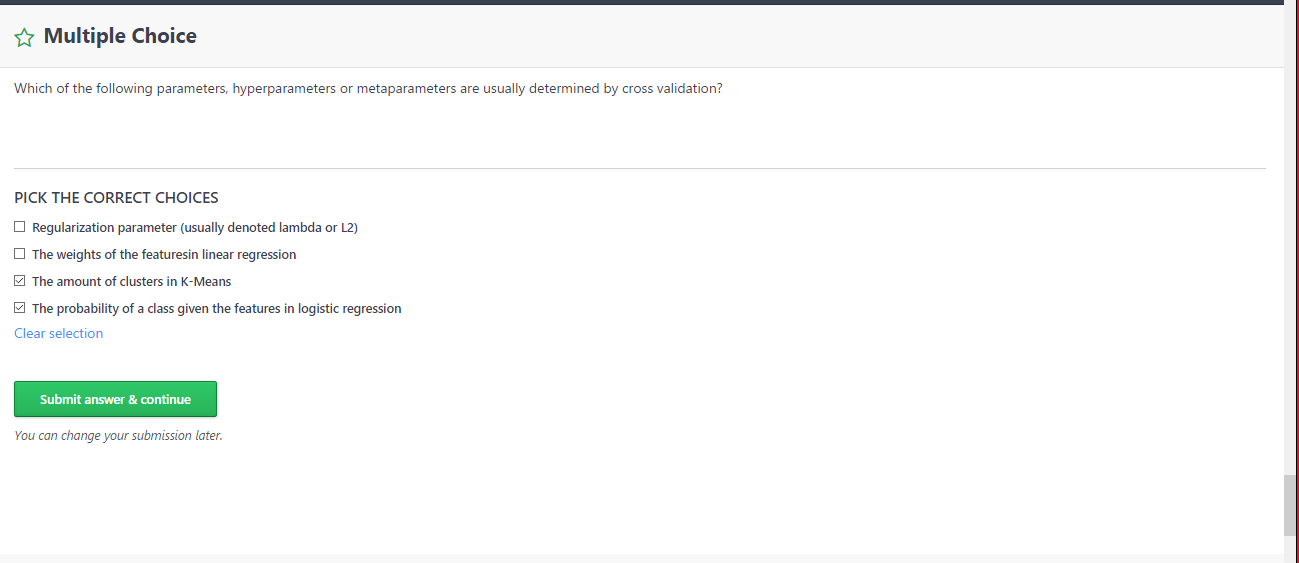 Multiple Choice
Which of the following parameters, hyperparameters or metaparameters are usually determined by cross validation?
PICK THE CORRECT CHOICES
Regularization parameter (usually denoted lambda or L2)
The weights of the featuresin linear regression
The amount of clusters in K-Means
The probability of a class given the features in logistic regression
Clear selection
Submit answer & continue
You can change your submission later.